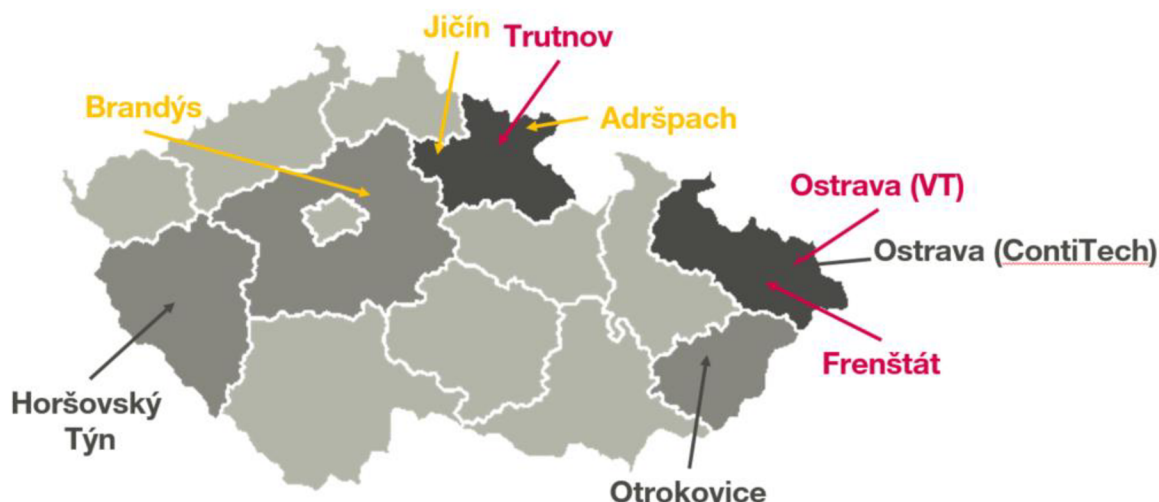 Jičín
Trutnov
Brandýs
Adršpach
Ostrava (VT)
Ostrava (ContiTech)
Frenštát
Horšovský
Týn
Otrokovice